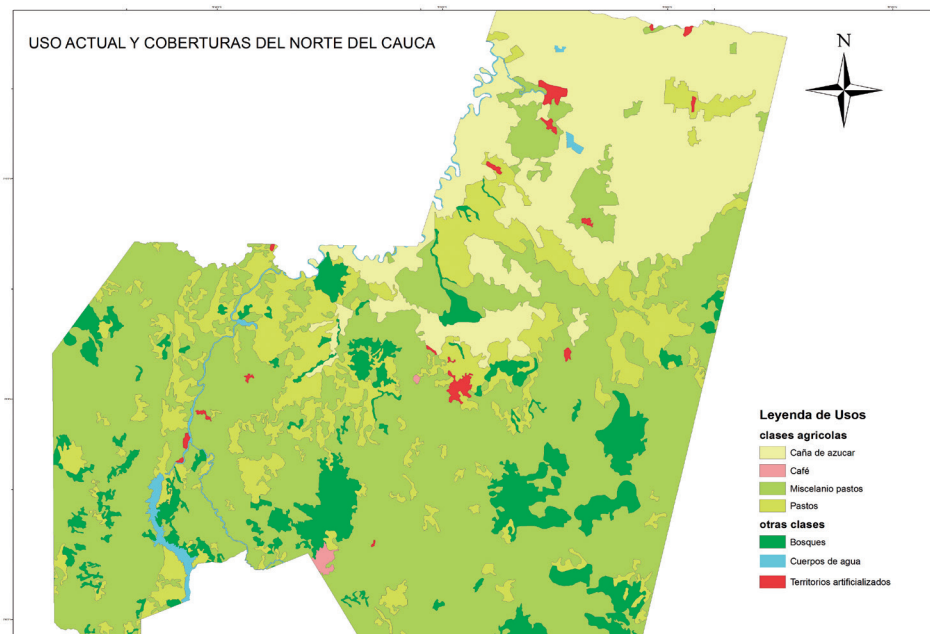 USO ACTUAL Y COBERTURAS DEL NORTE DEL CAUCA
N
Leyenda de Usos
clases agricolas
Caña de azucar
Café
Miscelanio pastos
Pastos
otras clases
Bosques
Cuerpos de agua
Territorios artificializados